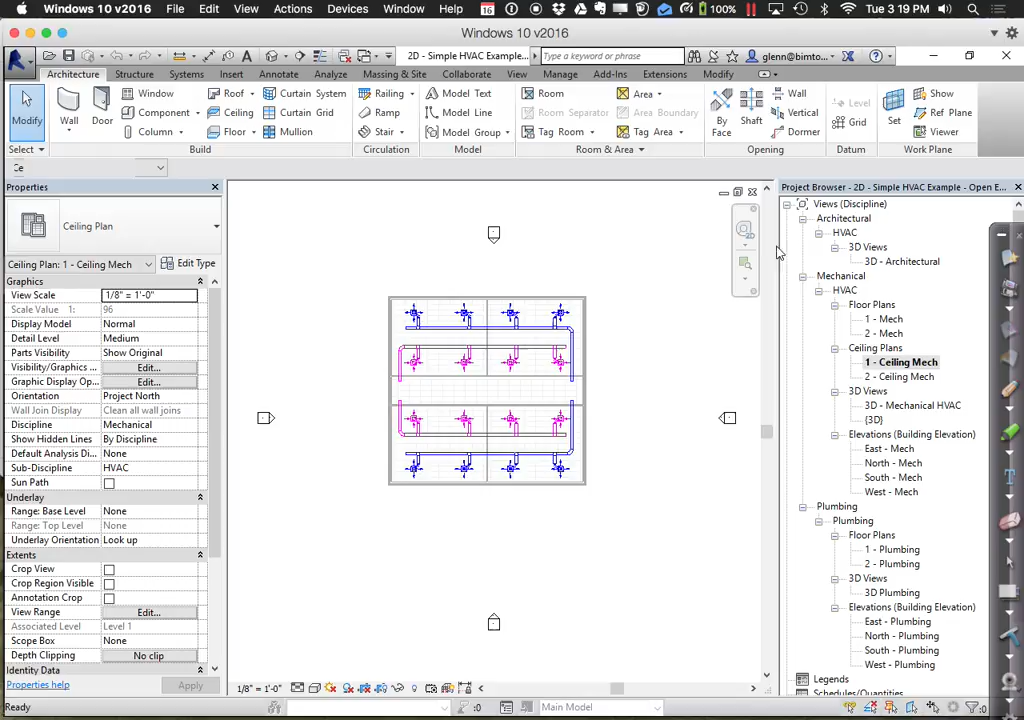 Windows 10 v2016 File Edit View Actions Devices Window Help 16 100% Tue 3:19 PM
Windows 10 v2016
2D - Simple HVAC Example... Type a keyword or phrase glenn@bimto...
Architecture Structure Systems Insert Annotate Analyze Massing & Site Collaborate View Manage Add-Ins Extensions Modify
Modify Wall Door Window Component Column Roof Ceiling Floor Curtain System Curtain Grid Mullion
Railing Ramp Stair Model Text Model Line Model Group
Room Room Separator Tag Room Area Area Boundary Tag Area
By Face Shaft Wall Vertical Dormer Level Grid Set Show Ref Plane Viewer
Select Build Circulation Model Room & Area Opening Datum Work Plane
Ce
Properties
Ceiling Plan
Ceiling Plan: 1 - Ceiling Mech Edit Type
Graphics
View Scale 1/8" = 1'-0"
Scale Value 1: 96
Display Model Normal
Detail Level Medium
Parts Visibility Show Original
Visibility/Graphics ... Edit...
Graphic Display Op... Edit...
Orientation Project North
Wall Join Display Clean all wall joins
Discipline Mechanical
Show Hidden Lines By Discipline
Default Analysis Di... None
Sub-Discipline HVAC
Sun Path
Underlay
Range: Base Level None
Range: Top Level None
Underlay Orientation Look up
Extents
Crop View
Crop Region Visible
Annotation Crop
View Range Edit...
Associated Level Level 1
Scope Box None
Depth Clipping No clip
Identity Data
Properties help Apply
1/8" = 1'-0"
Ready :0 Main Model :0
Project Browser - 2D - Simple HVAC Example - Open E...
Views (Discipline)
Architectural
HVAC
3D Views
3D - Architectural
Mechanical
HVAC
Floor Plans
1 - Mech
2 - Mech
Ceiling Plans
1 - Ceiling Mech
2 - Ceiling Mech
3D Views
3D - Mechanical HVAC
{3D}
Elevations (Building Elevation)
East - Mech
North - Mech
South - Mech
West - Mech
Plumbing
Plumbing
Floor Plans
1 - Plumbing
2 - Plumbing
3D Views
3D Plumbing
Elevations (Building Elevation)
East - Plumbing
North - Plumbing
South - Plumbing
West - Plumbing
Legends
Schedules/Quantities